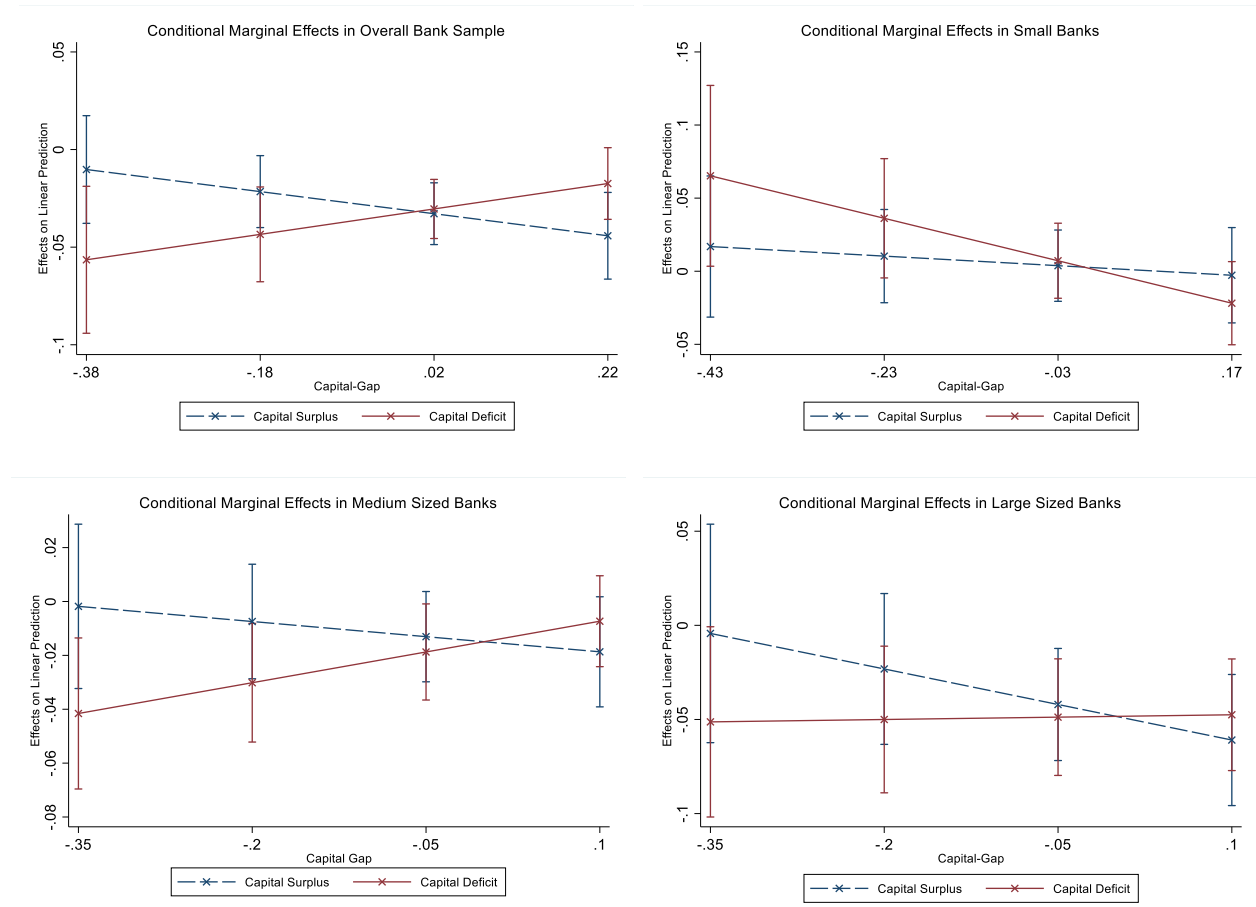 Conditional Marginal Effects in Overall Bank Sample
Effects on Linear Prediction
.05
0
-.05
-.1
-.38 -.18 .02 .22
Capital-Gap
Capital Surplus Capital Deficit
Conditional Marginal Effects in Small Banks
Effects on Linear Prediction
.15
.1
.05
0
-.05
-.43 -.23 -.03 .17
Capital-Gap
Capital Surplus Capital Deficit
Conditional Marginal Effects in Medium Sized Banks
Effects on Linear Prediction
.02
0
-.02
-.04
-.06
-.08
-.35 -.2 -.05 .1
Capital Gap
Capital Surplus Capital Deficit
Conditional Marginal Effects in Large Sized Banks
Effects on Linear Prediction
.05
0
-.05
-.1
-.35 -.2 -.05 .1
Capital-Gap
Capital Surplus Capital Deficit